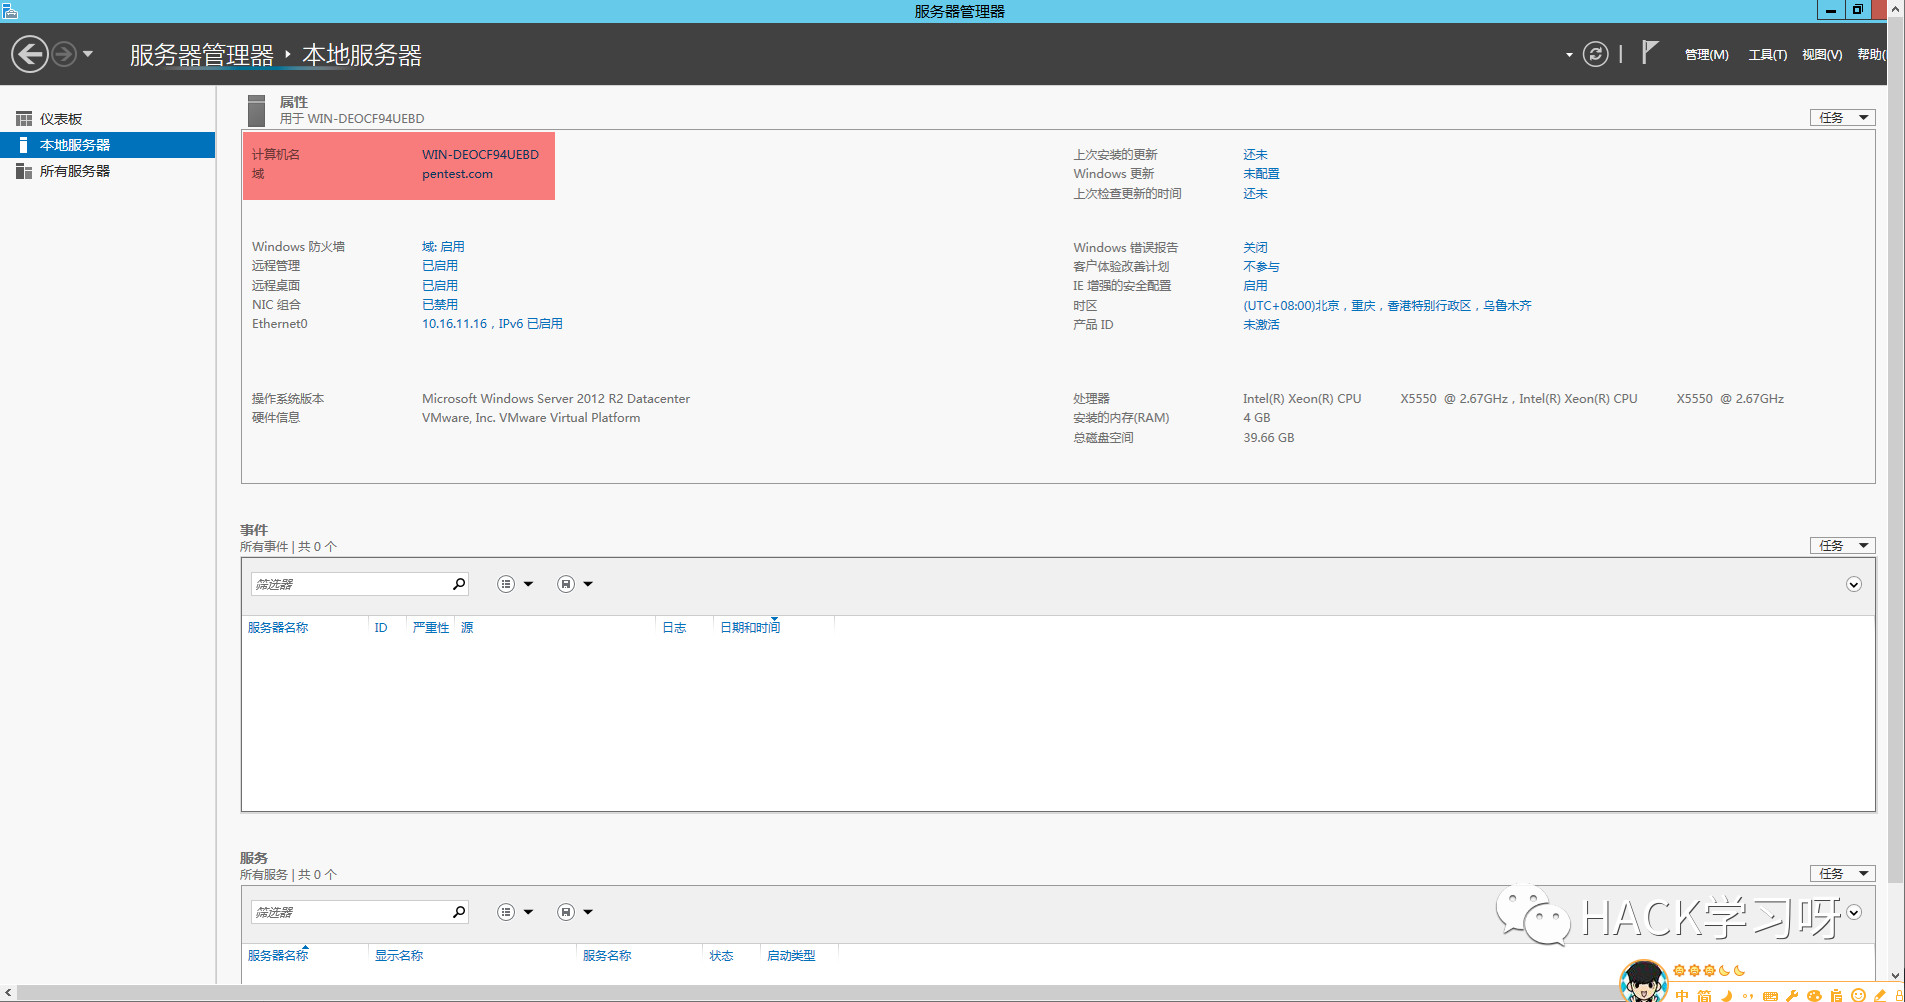 服务器管理器
服务器管理器 ‣ 本地服务器
管理(M) 工具(T) 视图(V) 帮助(
仪表板
本地服务器
所有服务器
属性
用于 WIN-DEOCF94UEBD
任务
计算机名 WIN-DEOCF94UEBD
域 pentest.com
上次安装的更新 还未
Windows 更新 未配置
上次检查更新的时间 还未
Windows 防火墙 域: 启用
远程管理 已启用
远程桌面 已启用
NIC 组合 已禁用
Ethernet0 10.16.11.16，IPv6 已启用
Windows 错误报告 关闭
客户体验改善计划 不参与
IE 增强的安全配置 启用
时区 (UTC+08:00)北京，重庆，香港特别行政区，乌鲁木齐
产品 ID 未激活
操作系统版本 Microsoft Windows Server 2012 R2 Datacenter
硬件信息 VMware, Inc. VMware Virtual Platform
处理器 Intel(R) Xeon(R) CPU X5550 @ 2.67GHz，Intel(R) Xeon(R) CPU X5550 @ 2.67GHz
安装的内存(RAM) 4 GB
总磁盘空间 39.66 GB
事件
所有事件 | 共 0 个
任务
筛选器
服务器名称 ID 严重性 源 日志 日期和时间
服务
所有服务 | 共 0 个
任务
筛选器
服务器名称 显示名称 服务名称 状态 启动类型
HACK学习呀
中 简